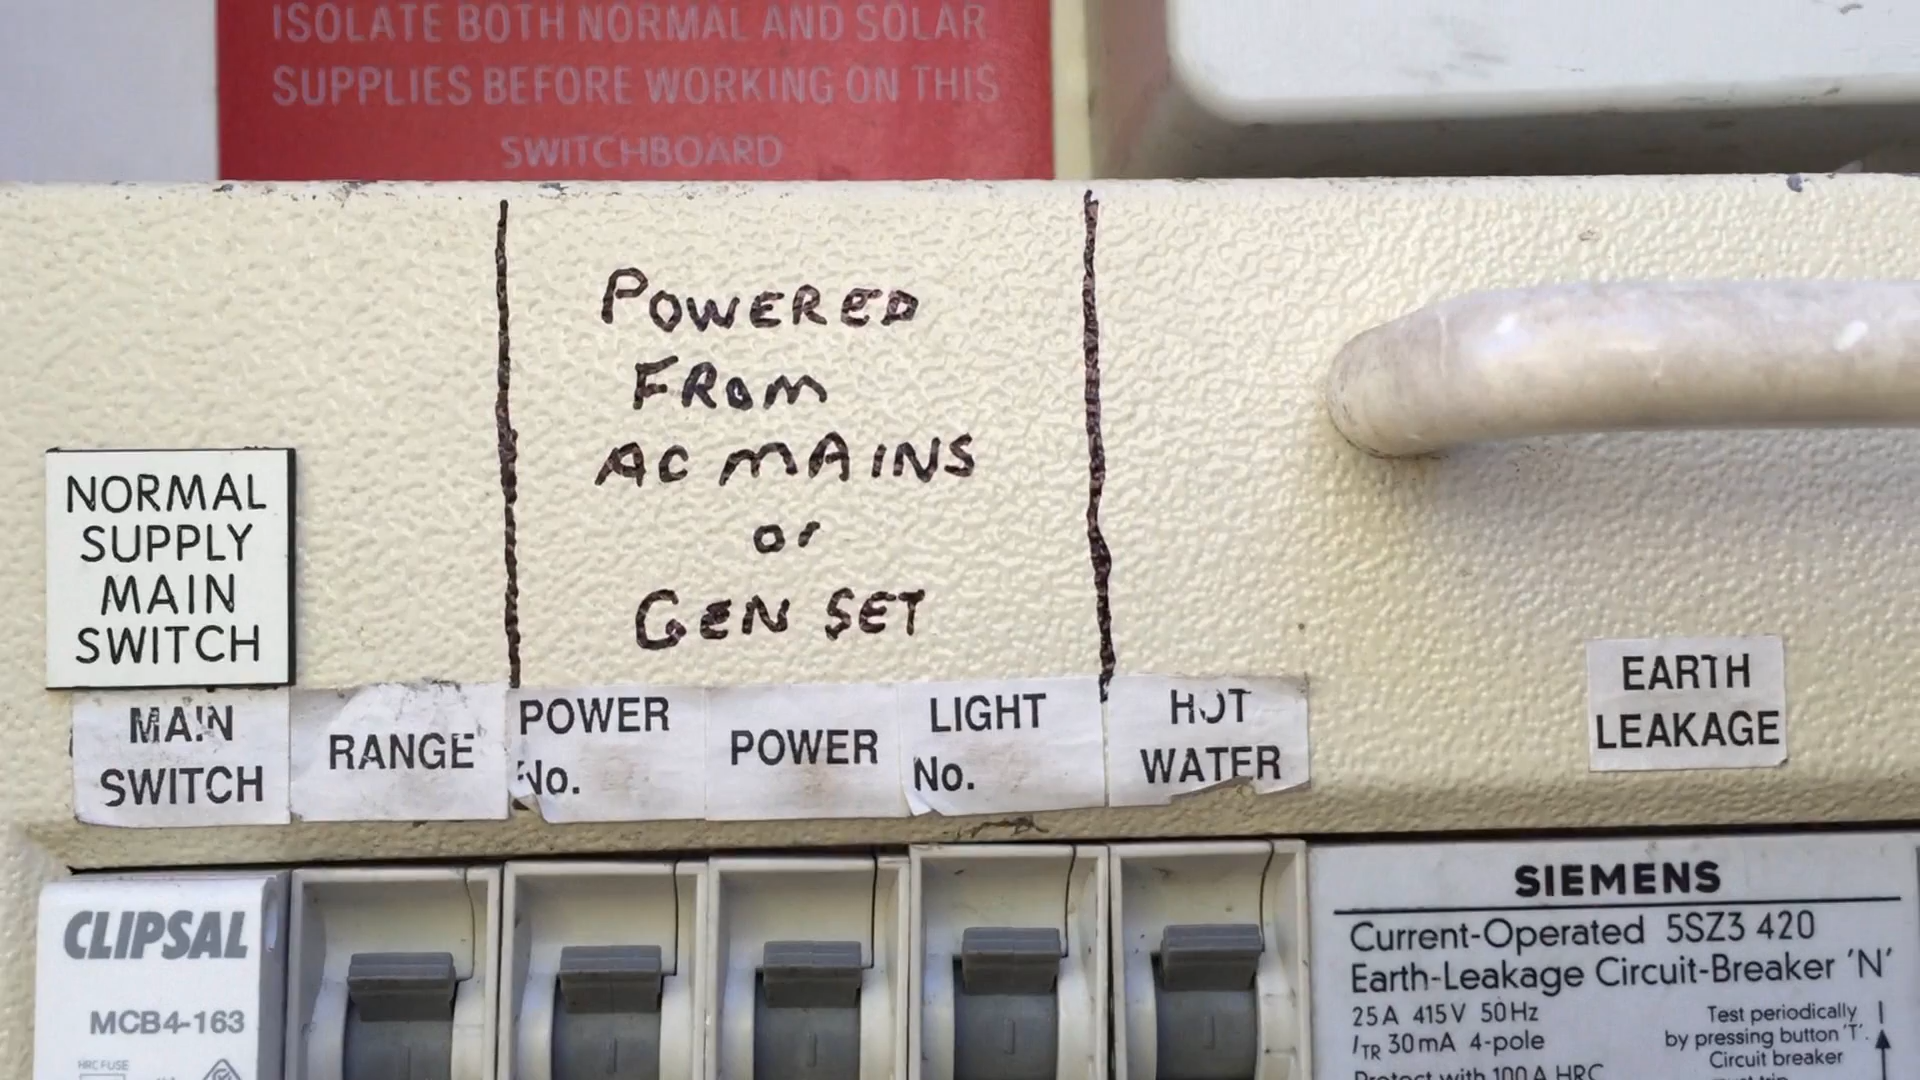 ISOLATE BOTH NORMAL AND SOLAR
SUPPLIES BEFORE WORKING ON THIS
SWITCHBOARD
POWERED
FROM
AC MAINS
or
GEN SET
NORMAL
SUPPLY
MAIN
SWITCH
MAIN
SWITCH
RANGE
POWER
No.
POWER
LIGHT
No.
HOT
WATER
EARTH
LEAKAGE
CLIPSAL
MCB4-163
HRC FUSE
SIEMENS
Current-Operated 5SZ3 420
Earth-Leakage Circuit-Breaker 'N'
25A 415V 50Hz
ITR 30mA 4-pole
Protect with 100A HRC
Test periodically
by pressing button 'T'.
Circuit breaker
must trip